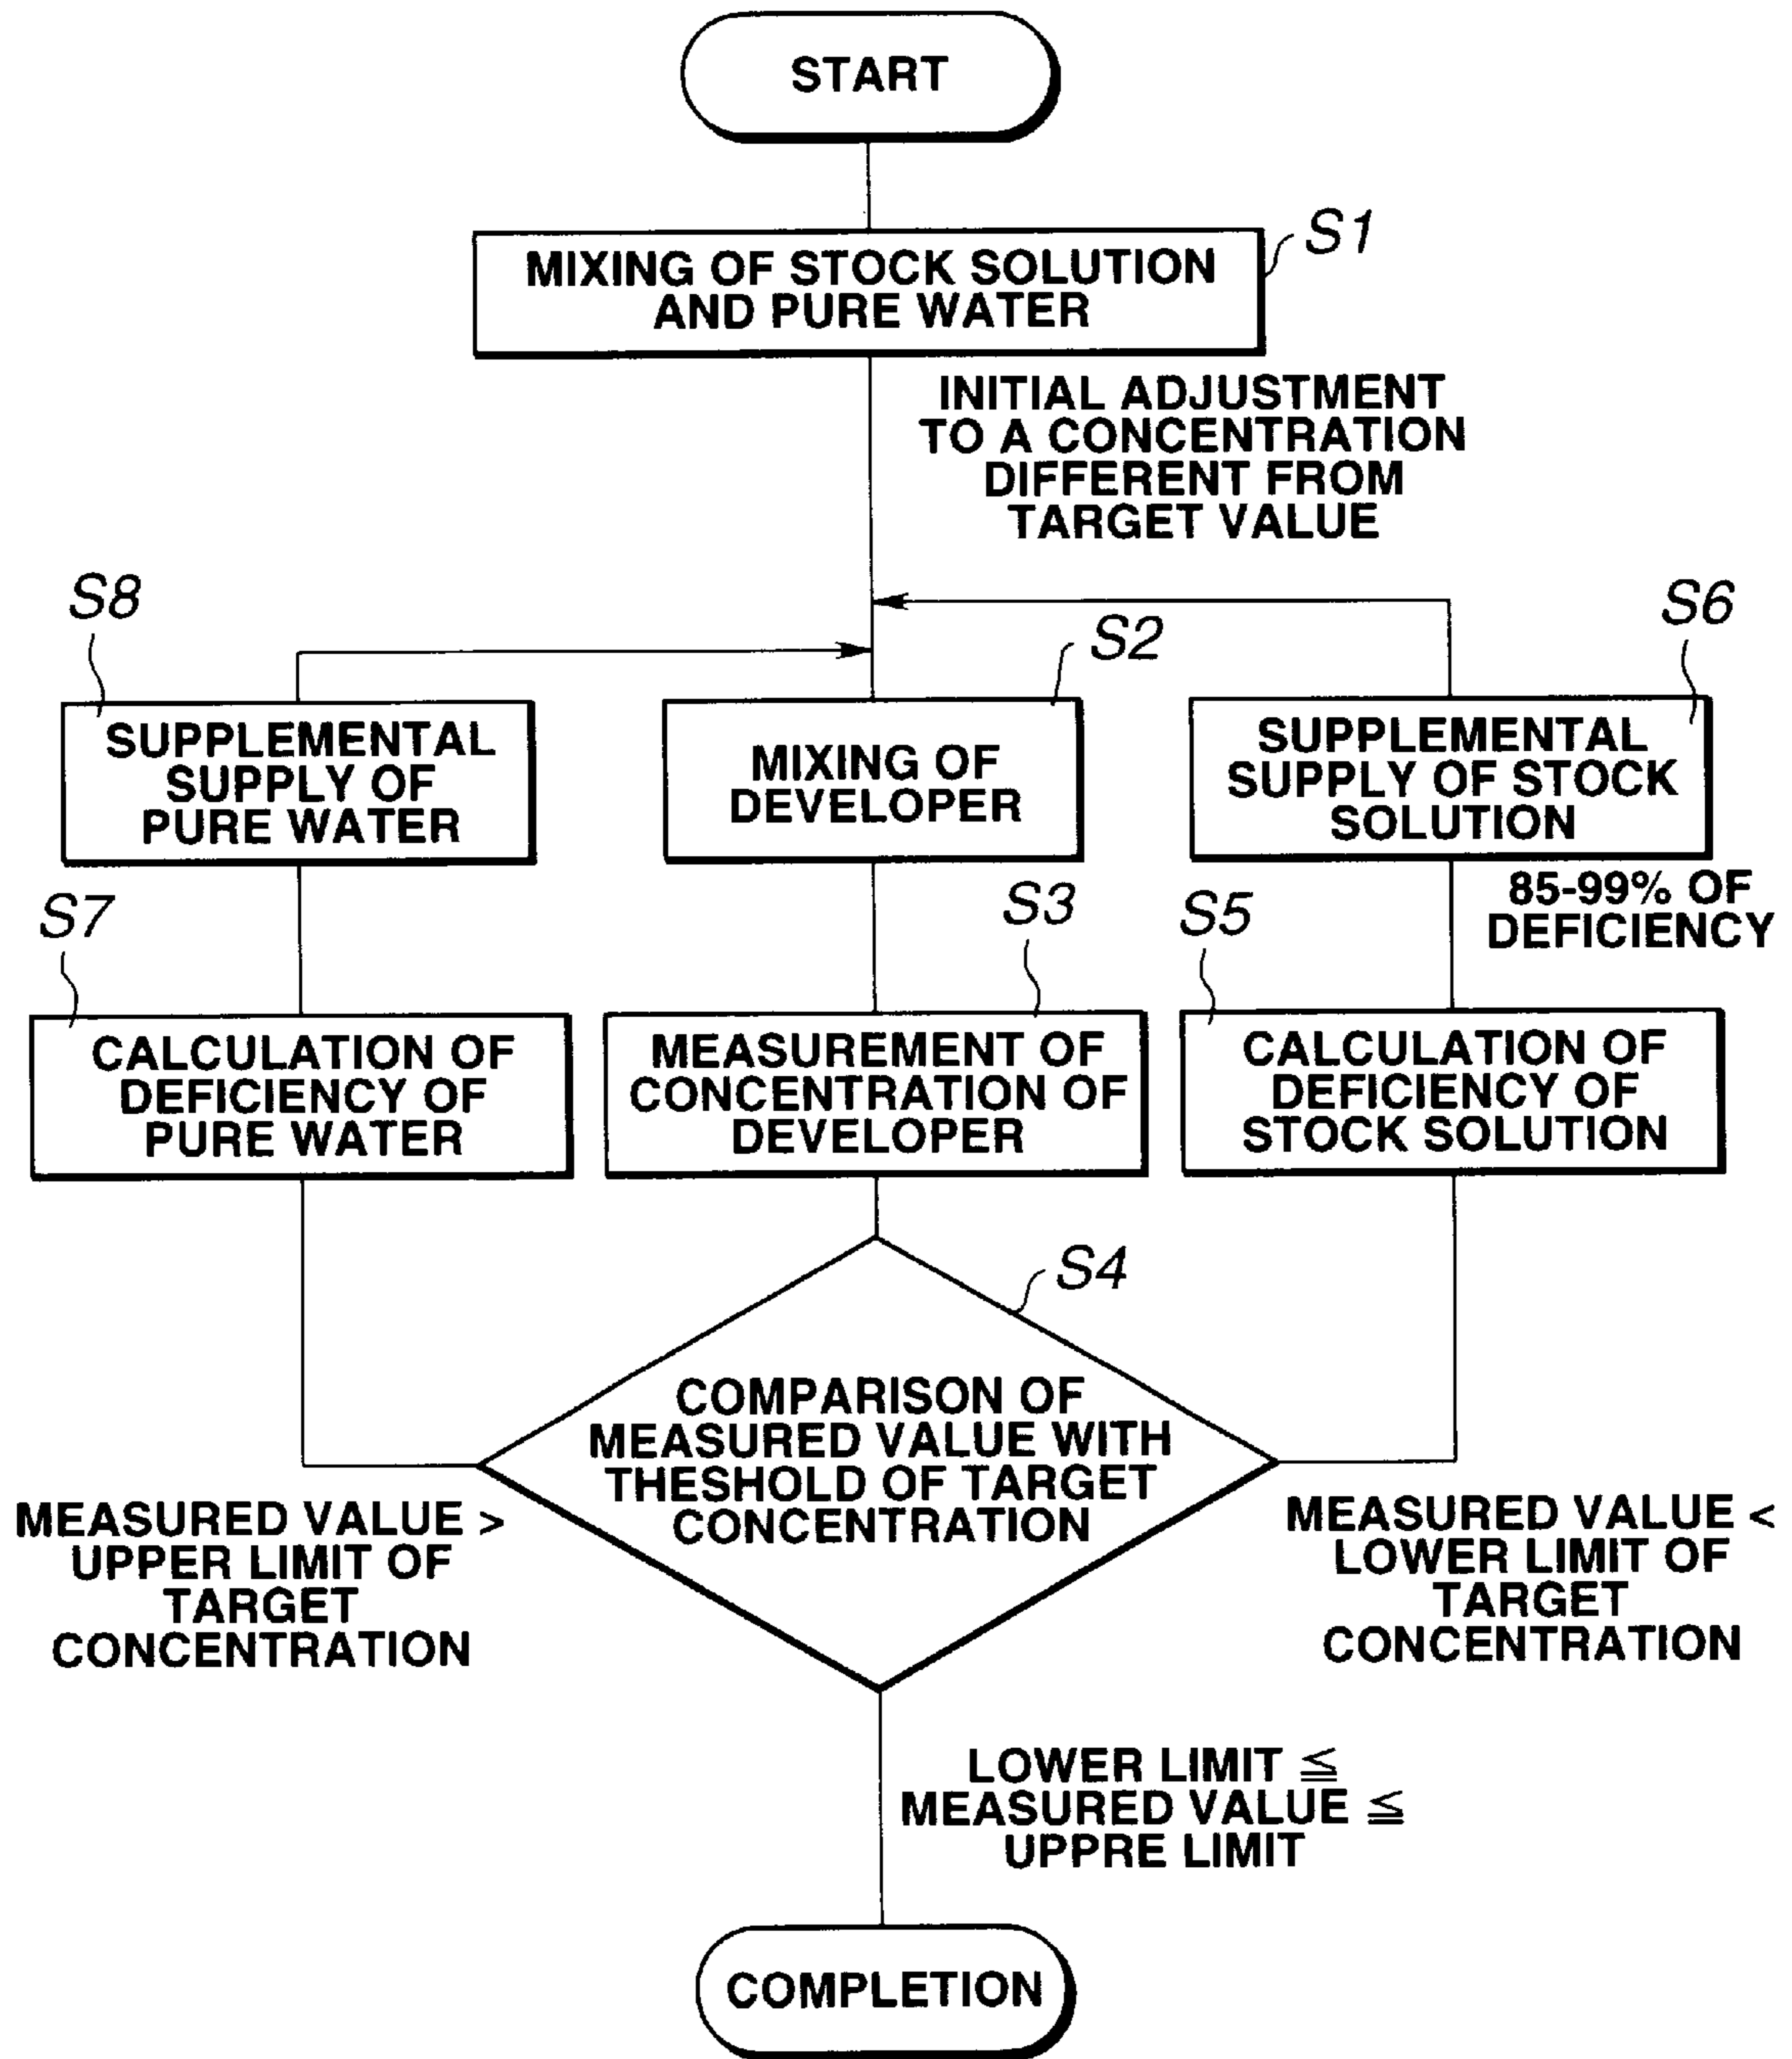 START
S1
MIXING OF STOCK SOLUTION
AND PURE WATER
INITIAL ADJUSTMENT
TO A CONCENTRATION
DIFFERENT FROM
TARGET VALUE
S8
SUPPLEMENTAL
SUPPLY OF
PURE WATER
S2
MIXING OF
DEVELOPER
S6
SUPPLEMENTAL
SUPPLY OF STOCK
SOLUTION
85-99% OF
DEFICIENCY
S7
CALCULATION OF
DEFICIENCY OF
PURE WATER
S3
MEASUREMENT OF
CONCENTRATION OF
DEVELOPER
S5
CALCULATION OF
DEFICIENCY OF
STOCK SOLUTION
S4
COMPARISON OF
MEASURED VALUE WITH
THESHOLD OF TARGET
CONCENTRATION
MEASURED VALUE >
UPPER LIMIT OF
TARGET
CONCENTRATION
MEASURED VALUE <
LOWER LIMIT OF
TARGET
CONCENTRATION
LOWER LIMIT ≦
MEASURED VALUE ≦
UPPRE LIMIT
COMPLETION